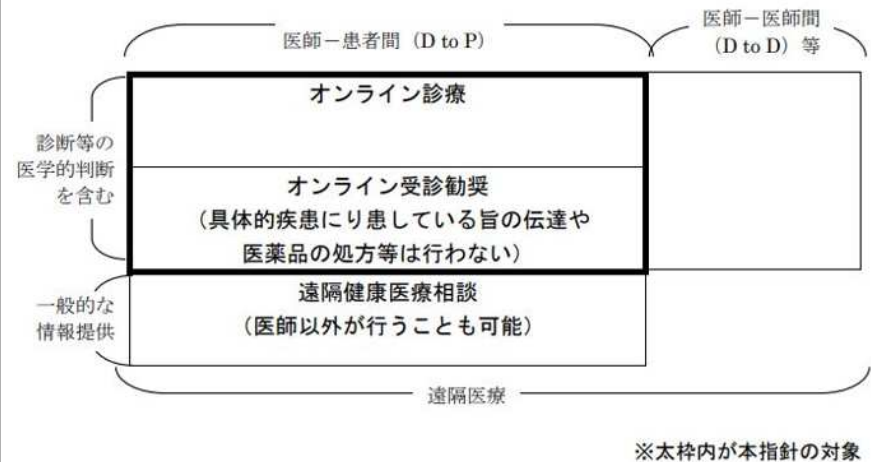 医師－患者間（D to P）
医師－医師間
（D to D）等
診断等の
医学的判断
を含む
オンライン診療
オンライン受診勧奨
（具体的疾患にり患している旨の伝達や
医薬品の処方等は行わない）
一般的な
情報提供
遠隔健康医療相談
（医師以外が行うことも可能）
遠隔医療
※太枠内が本指針の対象